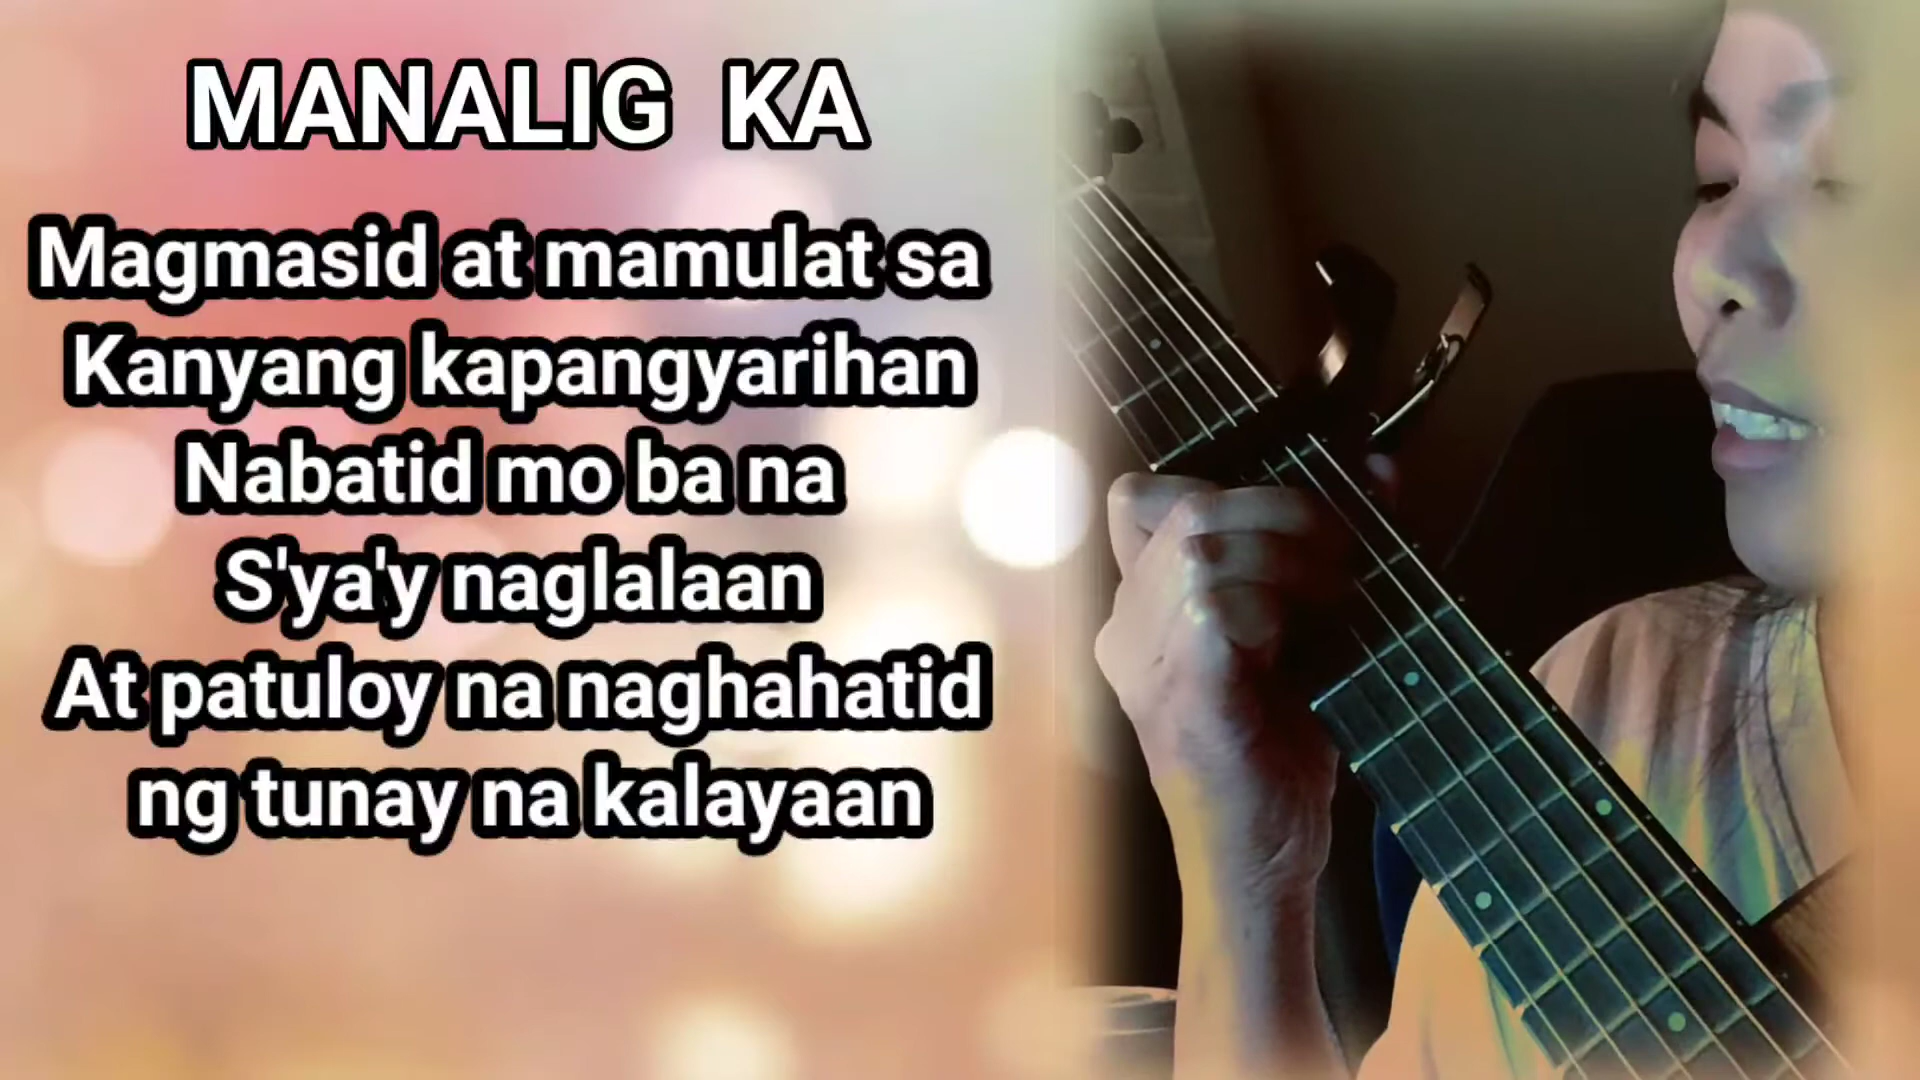 MANALIG KA
Magmasid at mamulat sa
Kanyang kapangyarihan
Nabatid mo ba na
S'ya'y naglalaan
At patuloy na naghahatid
ng tunay na kalayaan